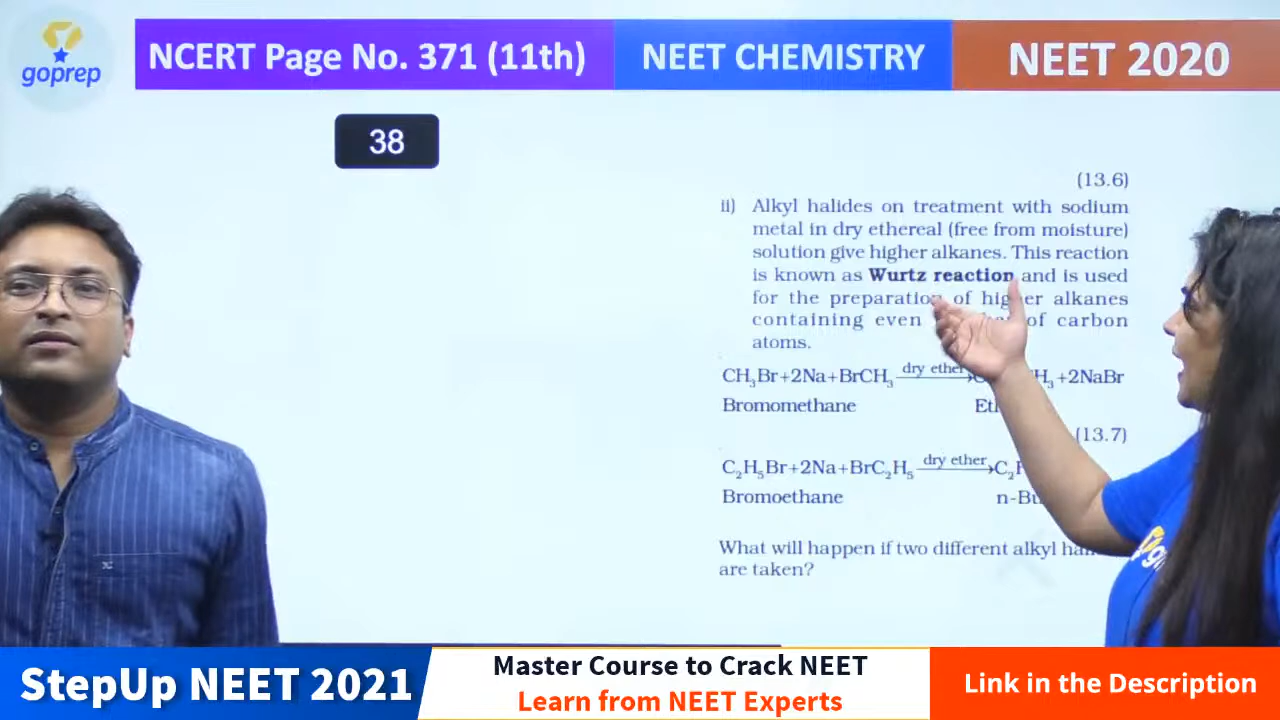 goprep
NCERT Page No. 371 (11th)
NEET CHEMISTRY
NEET 2020
38
(13.6)
ii) Alkyl halides on treatment with sodium
metal in dry ethereal (free from moisture)
solution give higher alkanes. This reaction
is known as Wurtz reaction and is used
for the preparation of higher alkanes
containing even of carbon
atoms.
CH₃Br+2Na+BrCH₃ dry ether → +2NaBr
Bromomethane
(13.7)
C₂H₅Br+2Na+BrC₂H₅ dry ether →
Bromoethane
What will happen if two different alkyl
are taken?
StepUp NEET 2021
Master Course to Crack NEET
Learn from NEET Experts
Link in the Description